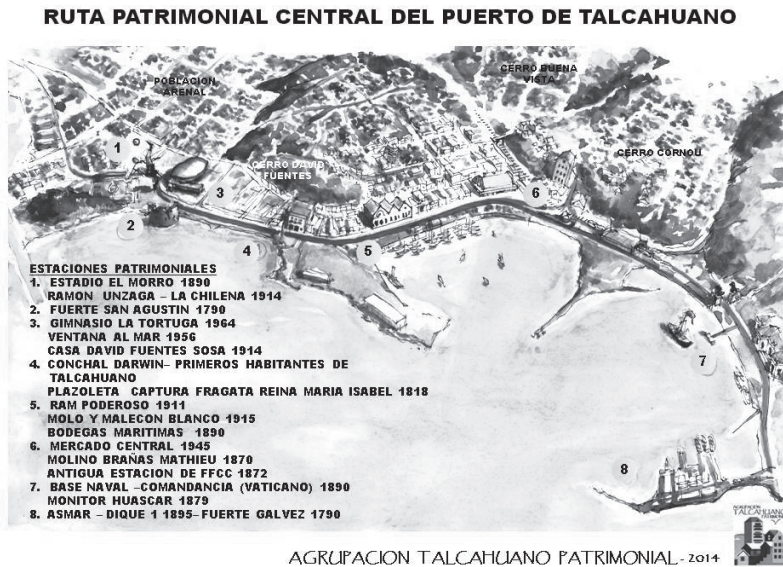 RUTA PATRIMONIAL CENTRAL DEL PUERTO DE TALCAHUANO
POBLACION
ARENAL
CERRO BUENA
VISTA
CERRO DAVID
FUENTES
CERRO CORNOU
1
2
3
4
5
6
7
8
ESTACIONES PATRIMONIALES
1. ESTADIO EL MORRO 1890
RAMON UNZAGA – LA CHILENA 1914
2. FUERTE SAN AGUSTIN 1790
3. GIMNASIO LA TORTUGA 1964
VENTANA AL MAR 1956
CASA DAVID FUENTES SOSA 1914
4. CONCHAL DARWIN– PRIMEROS HABITANTES DE
TALCAHUANO
PLAZOLETA CAPTURA FRAGATA REINA MARIA ISABEL 1818
5. RAM PODEROSO 1911
MOLO Y MALECON BLANCO 1915
BODEGAS MARITIMAS 1890
6. MERCADO CENTRAL 1945
MOLINO BRAÑAS MATHIEU 1870
ANTIGUA ESTACION DE FFCC 1872
7. BASE NAVAL –COMANDANCIA (VATICANO) 1890
MONITOR HUASCAR 1879
8. ASMAR – DIQUE 1 1895– FUERTE GALVEZ 1790
AGRUPACION
TALCAHUANO
PATRIMONIAL
AGRUPACION TALCAHUANO PATRIMONIAL - 2014